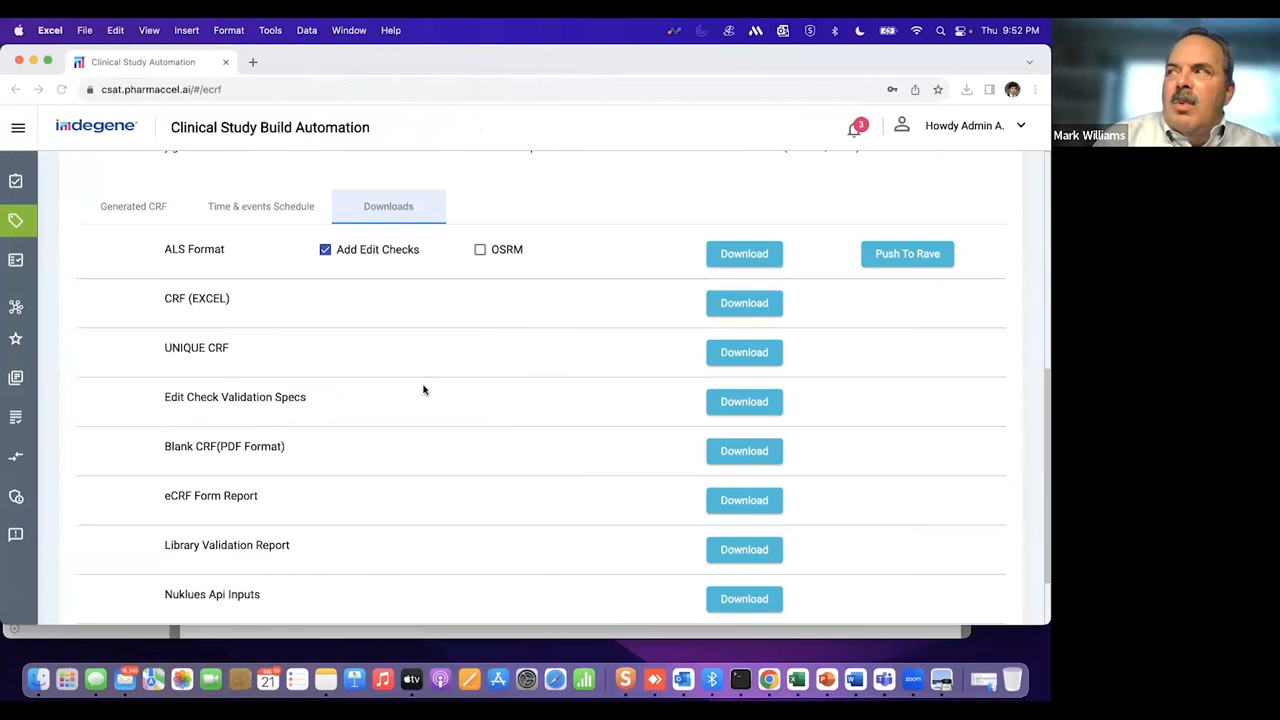 Excel File Edit View Insert Format Tools Data Window Help Thu 9:52 PM
Clinical Study Automation
csat.pharmaccel.ai/#/ecrf
indegene Clinical Study Build Automation 3 Howdy Admin A.
Mark Williams
Generated CRF Time & events Schedule Downloads
ALS Format Add Edit Checks OSRM Download Push To Rave
CRF (EXCEL) Download
UNIQUE CRF Download
Edit Check Validation Specs Download
Blank CRF(PDF Format) Download
eCRF Form Report Download
Library Validation Report Download
Nuklues Api Inputs Download
21
tv
zoom